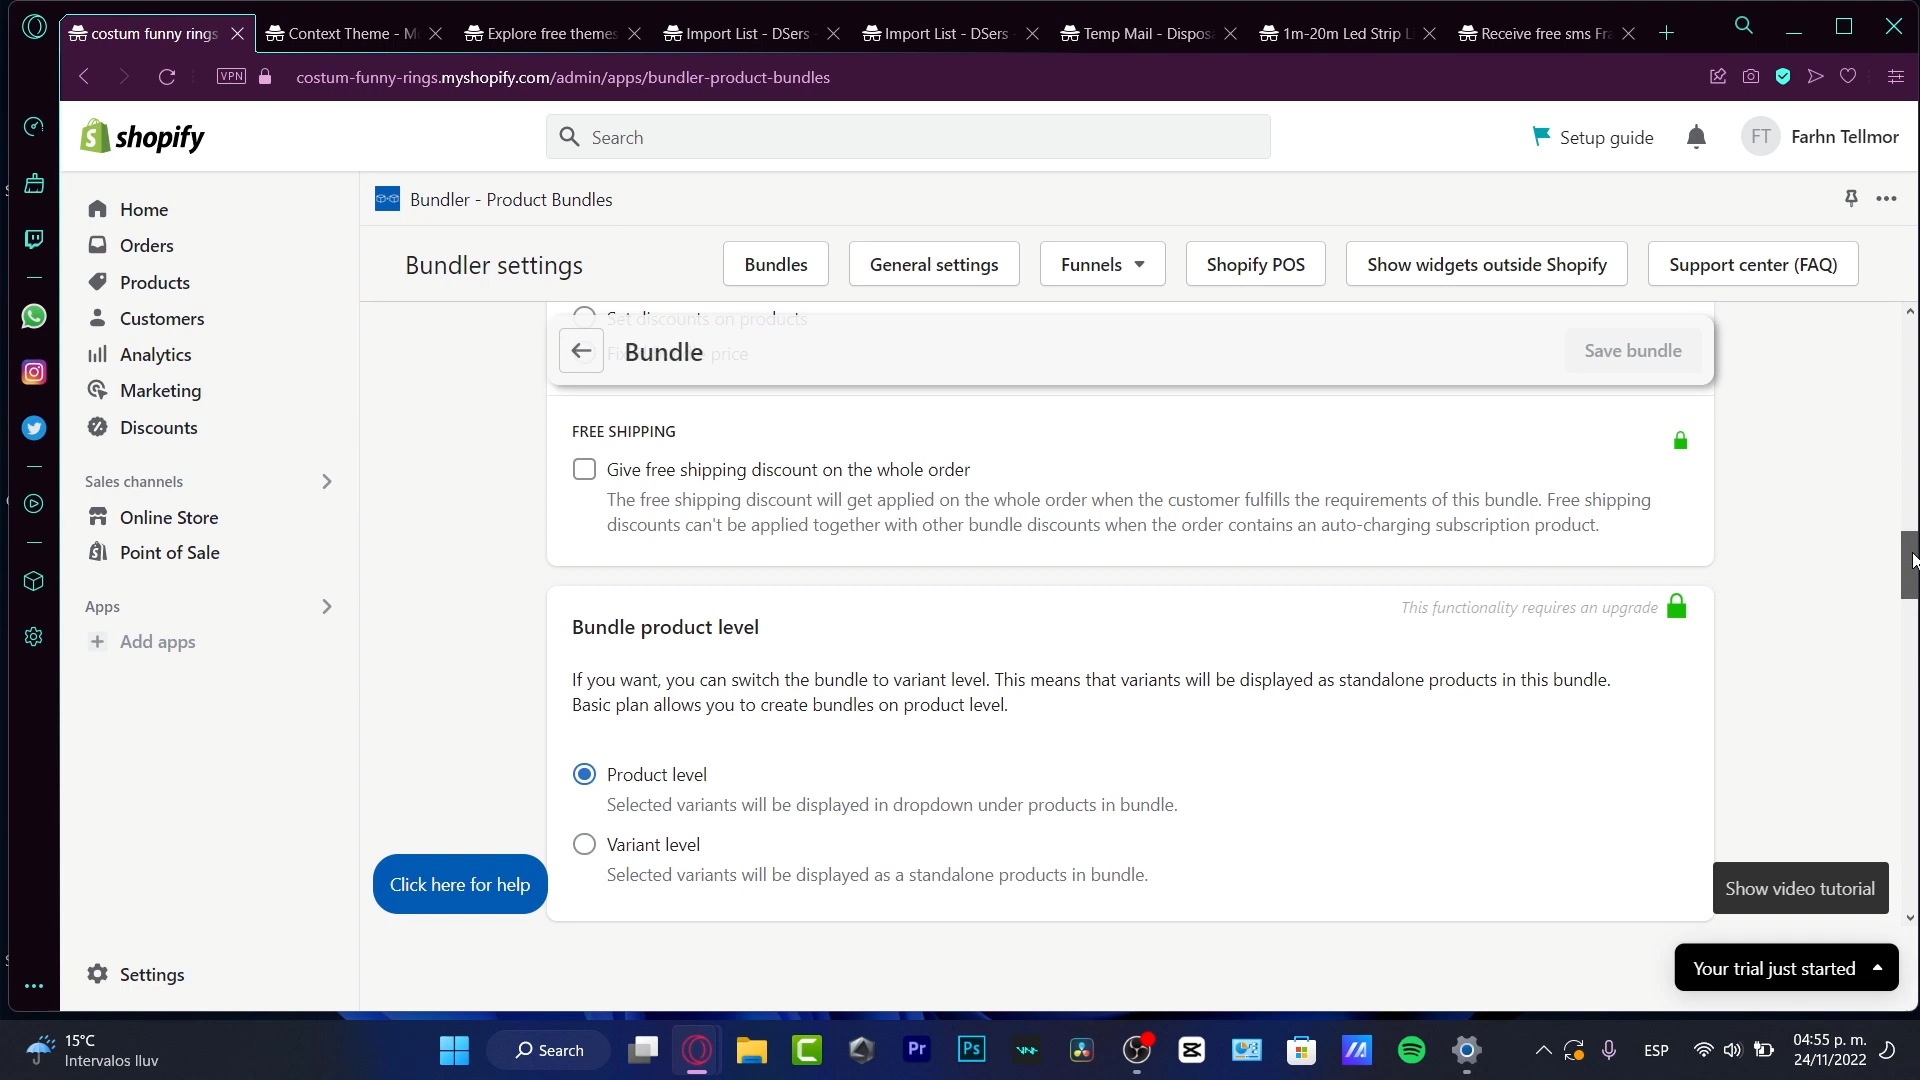 costum funny rings
Context Theme - M
Explore free themes
Import List - DSers
Import List - DSers
Temp Mail - Dispos
1m-20m Led Strip L
Receive free sms Fra
VPN
costum-funny-rings.myshopify.com/admin/apps/bundler-product-bundles
shopify
Search
Setup guide
FT
Farhn Tellmor
Home
Orders
Products
Customers
Analytics
Marketing
Discounts
Sales channels
Online Store
Point of Sale
Apps
Add apps
Settings
Bundler - Product Bundles
Bundler settings
Bundles
General settings
Funnels
Shopify POS
Show widgets outside Shopify
Support center (FAQ)
Set discounts on products
Bundle
price
Save bundle
FREE SHIPPING
Give free shipping discount on the whole order
The free shipping discount will get applied on the whole order when the customer fulfills the requirements of this bundle. Free shipping
discounts can't be applied together with other bundle discounts when the order contains an auto-charging subscription product.
This functionality requires an upgrade
Bundle product level
If you want, you can switch the bundle to variant level. This means that variants will be displayed as standalone products in this bundle.
Basic plan allows you to create bundles on product level.
Product level
Selected variants will be displayed in dropdown under products in bundle.
Variant level
Selected variants will be displayed as a standalone products in bundle.
Click here for help
Show video tutorial
Your trial just started
15°C
Intervalos lluv
Search
Pr
Ps
ESP
04:55 p. m.
24/11/2022